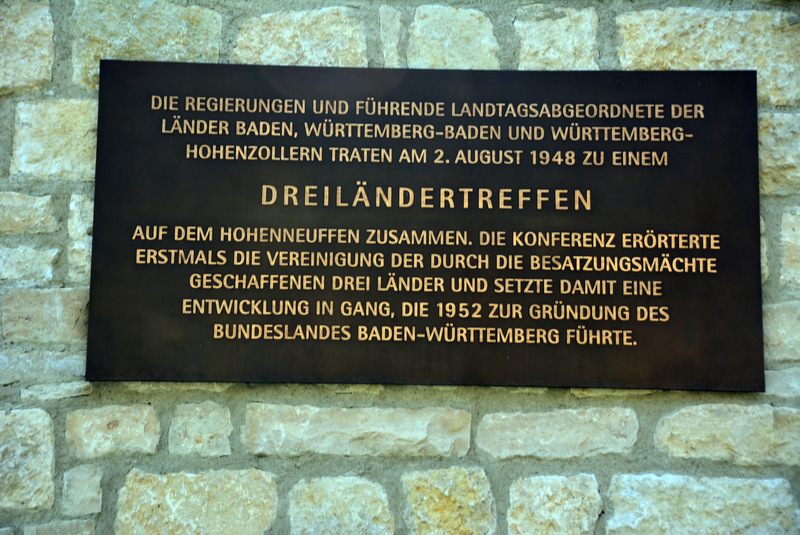 DIE REGIERUNGEN UND FÜHRENDE LANDTAGSABGEORDNETE DER
LÄNDER BADEN, WÜRTTEMBERG-BADEN UND WÜRTTEMBERG-
HOHENZOLLERN TRATEN AM 2. AUGUST 1948 ZU EINEM
DREILÄNDERTREFFEN
AUF DEM HOHENNEUFFEN ZUSAMMEN. DIE KONFERENZ ERÖRTERTE
ERSTMALS DIE VEREINIGUNG DER DURCH DIE BESATZUNGSMÄCHTE
GESCHAFFENEN DREI LÄNDER UND SETZTE DAMIT EINE
ENTWICKLUNG IN GANG, DIE 1952 ZUR GRÜNDUNG DES
BUNDESLANDES BADEN-WÜRTTEMBERG FÜHRTE.